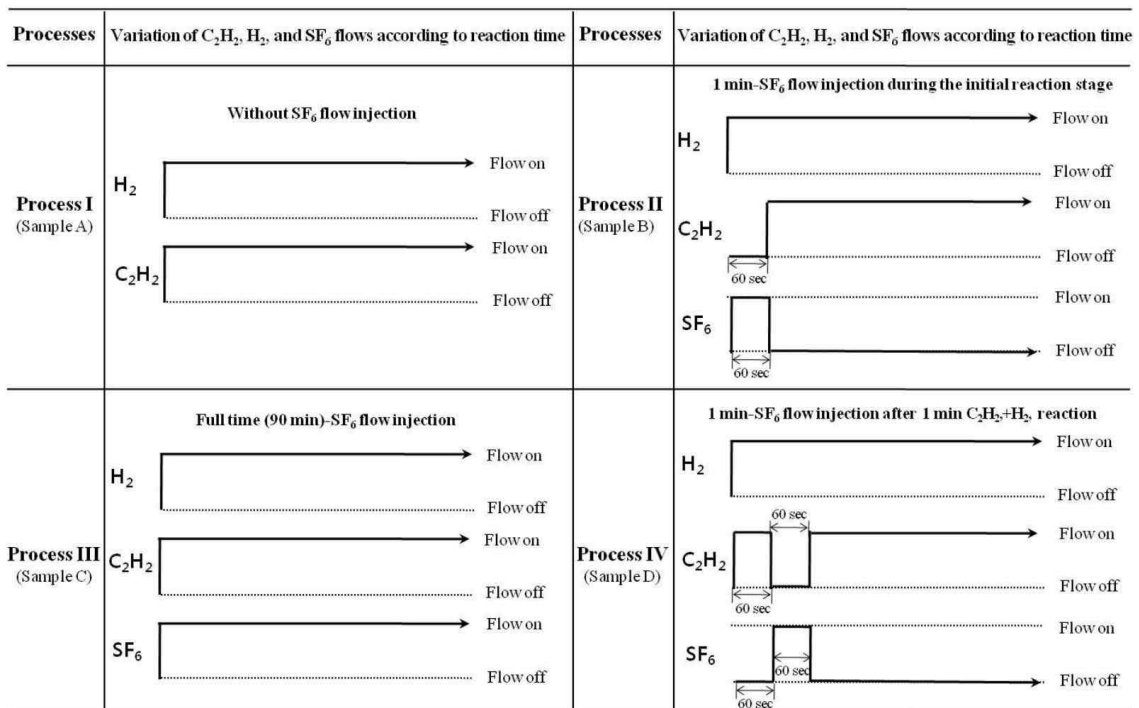 Processes
Variation of C₂H₂, H₂, and SF₆ flows according to reaction time
Processes
Variation of C₂H₂, H₂, and SF₆ flows according to reaction time
Process I
(Sample A)
Without SF₆ flow injection
H₂
Flow on
Flow off
C₂H₂
Flow on
Flow off
Process II
(Sample B)
1 min-SF₆ flow injection during the initial reaction stage
H₂
Flow on
Flow off
C₂H₂
Flow on
Flow off
60 sec
SF₆
Flow on
Flow off
60 sec
Process III
(Sample C)
Full time (90 min)-SF₆ flow injection
H₂
Flow on
Flow off
C₂H₂
Flow on
Flow off
SF₆
Flow on
Flow off
Process IV
(Sample D)
1 min-SF₆ flow injection after 1 min C₂H₂,+H₂, reaction
H₂
Flow on
Flow off
60 sec
C₂H₂
Flow on
Flow off
60 sec
SF₆
Flow on
60 sec
Flow off
60 sec